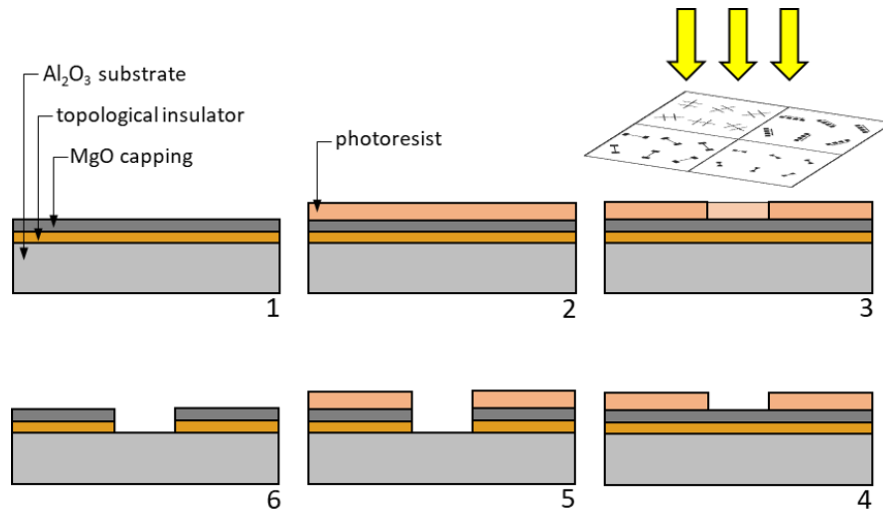 Al₂O₃ substrate
topological insulator
MgO capping
photoresist
1
2
3
6
5
4